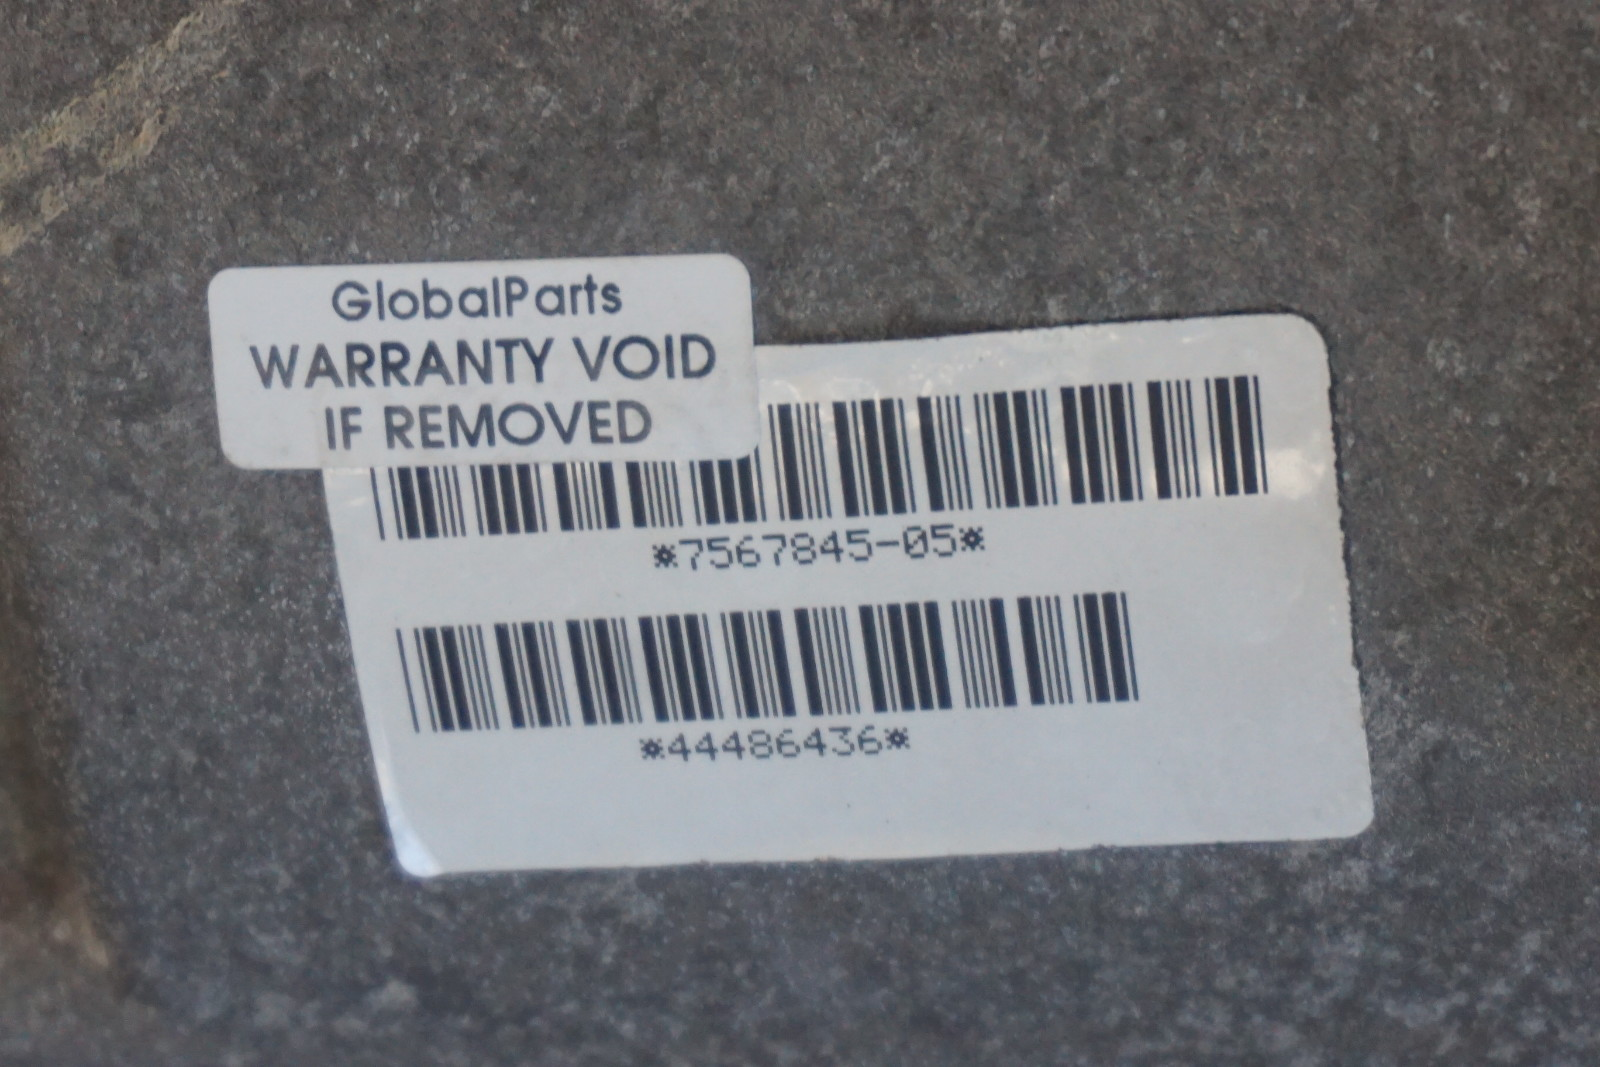 GlobalParts
WARRANTY VOID
IF REMOVED
*7567845-05*
*44486436*